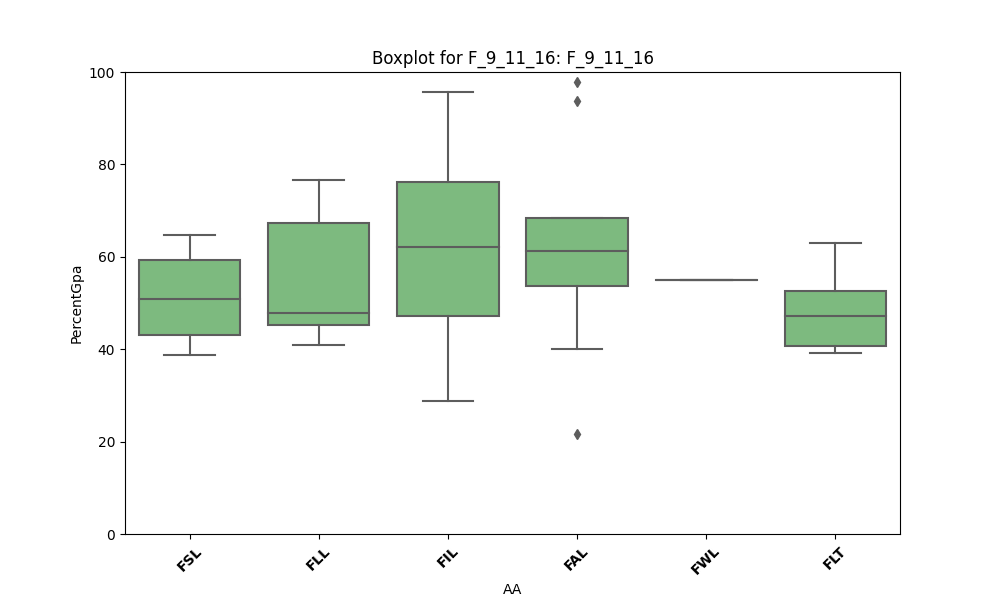 Boxplot for F_9_11_16: F_9_11_16
100
80
60
40
20
0
PercentGpa
FSL
FLL
FIL
FAL
FWL
FLT
AA